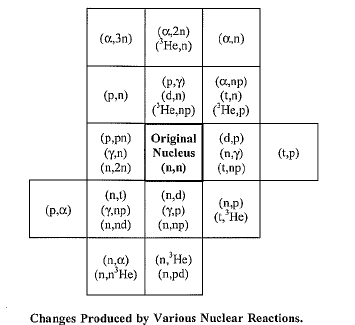 (α,3n)
(α,2n)
(³He,n)
(α,n)
(p,n)
(p,γ)
(d,n)
(³He,np)
(α,np)
(t,n)
(³He,p)
(p,pn)
(γ,n)
(n,2n)
Original
Nucleus
(n,n)
(d,p)
(n,γ)
(t,np)
(t,p)
(p,α)
(n,t)
(γ,np)
(n,nd)
(n,d)
(γ,p)
(n,np)
(n,p)
(t,³He)
(n,α)
(n,n³He)
(n,³He)
(n,pd)
Changes Produced by Various Nuclear Reactions.